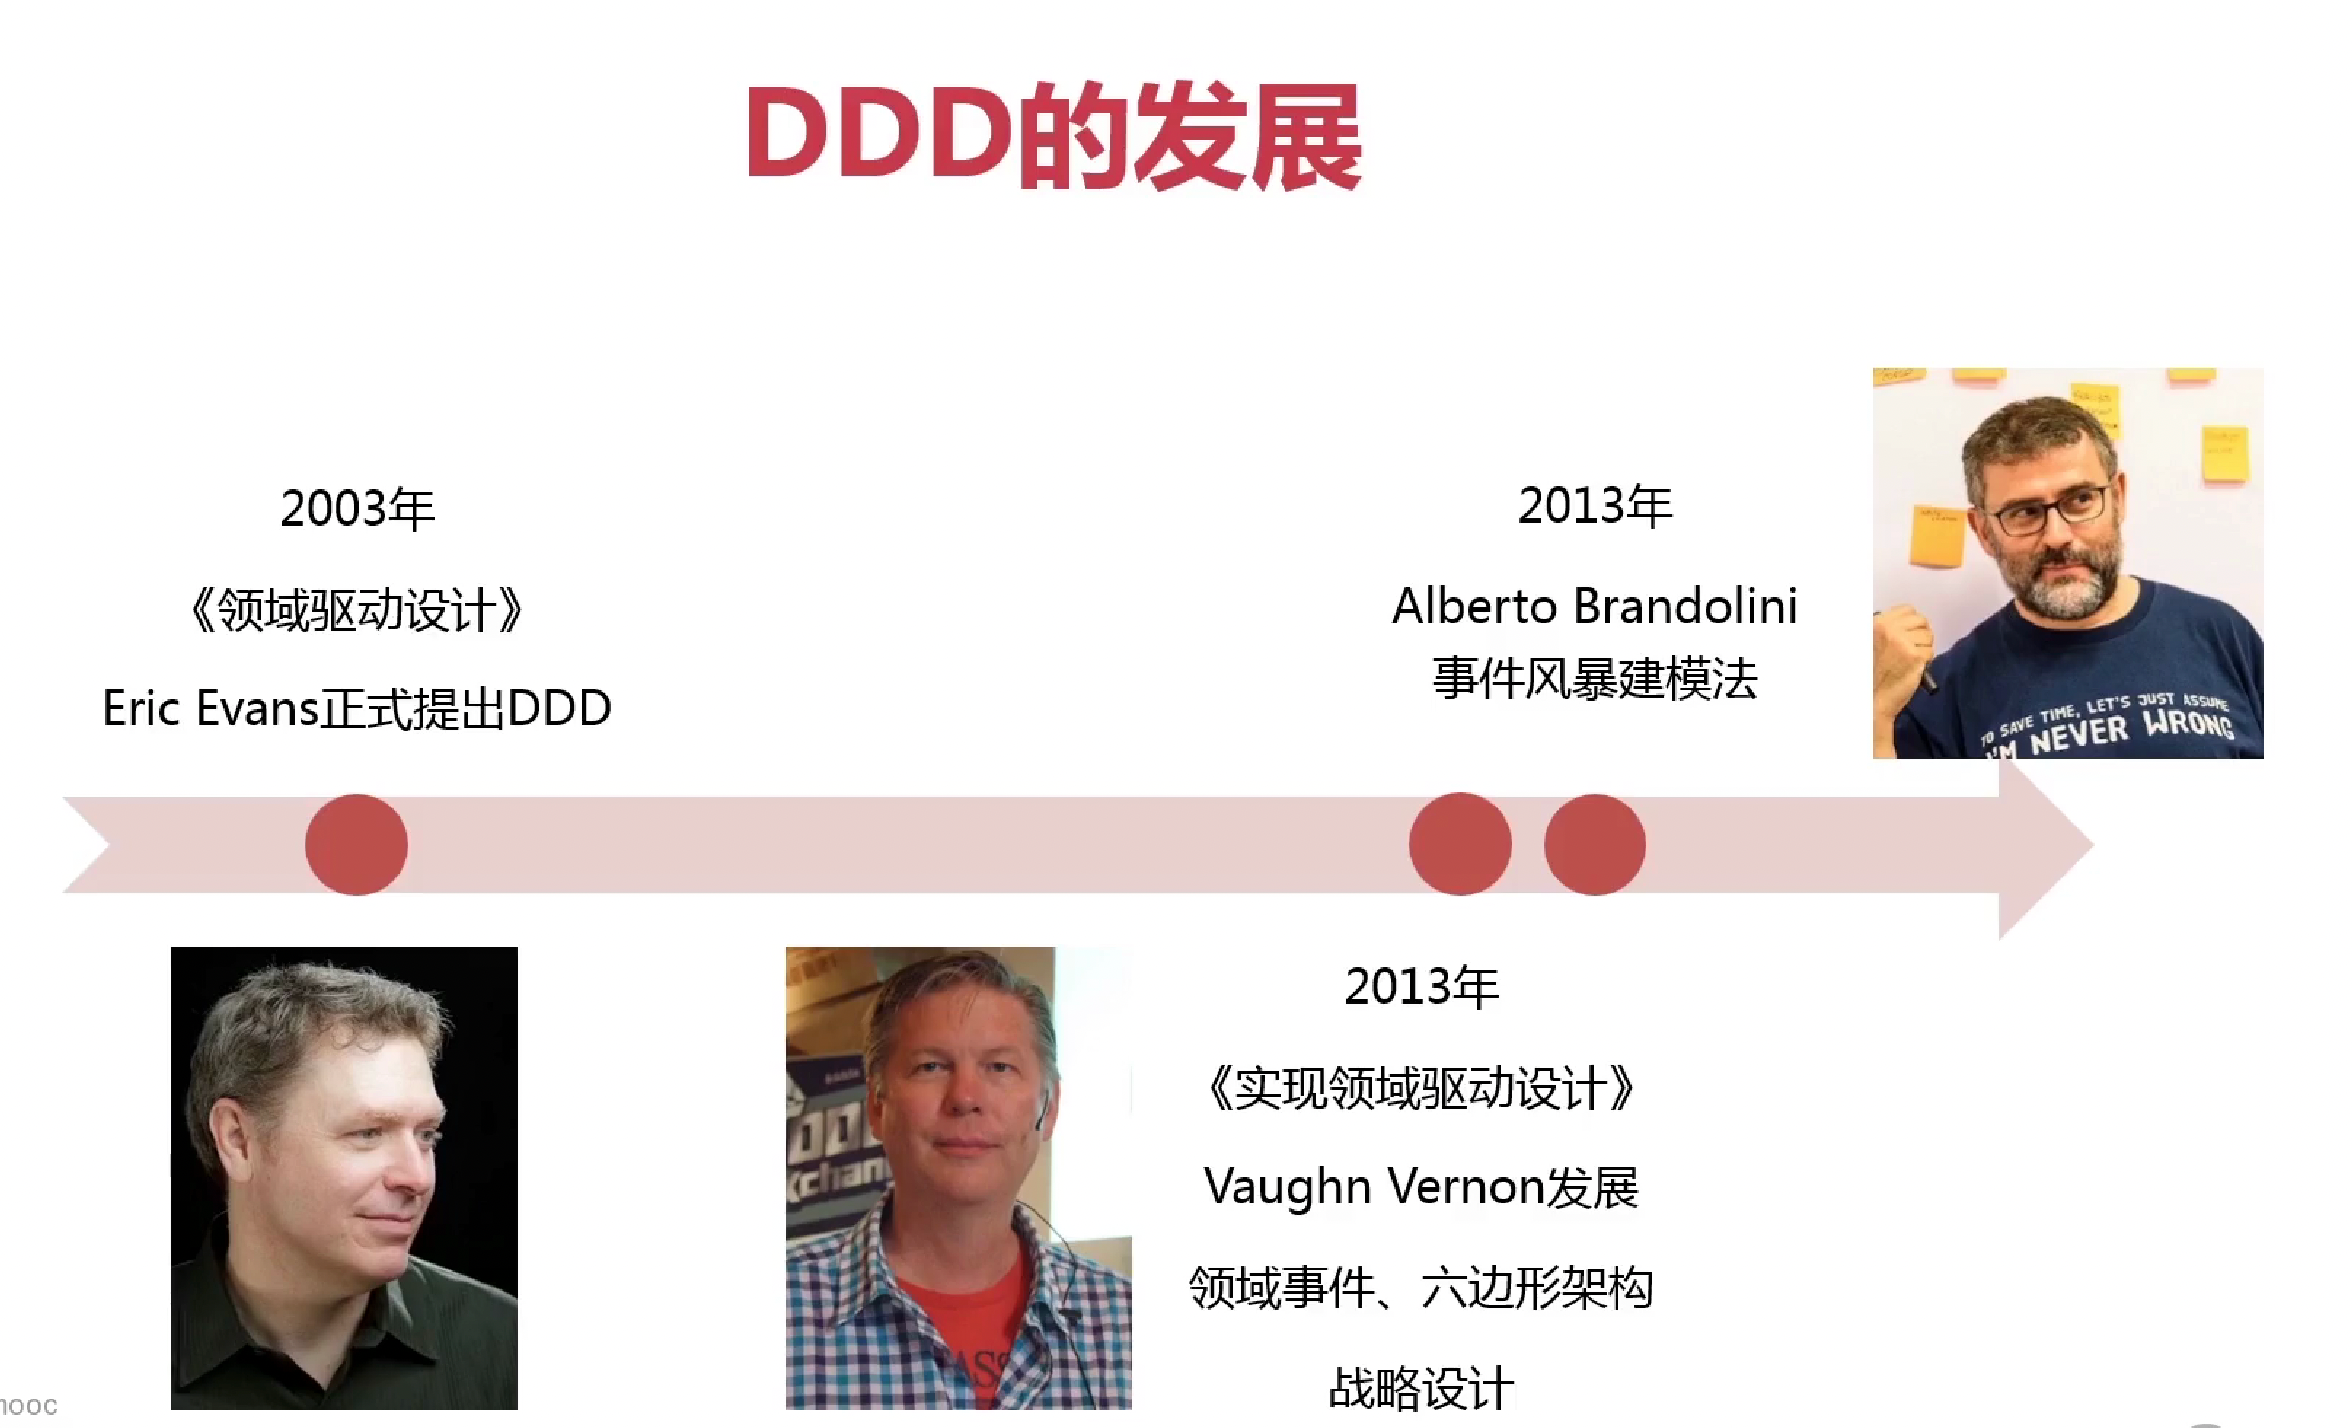 DDD的发展
2003年
《领域驱动设计》
Eric Evans正式提出DDD
2013年
Alberto Brandolini
事件风暴建模法
TO SAVE TIME, LET'S JUST ASSUME
I'M NEVER WRONG
2013年
《实现领域驱动设计》
Vaughn Vernon发展
领域事件、六边形架构
战略设计